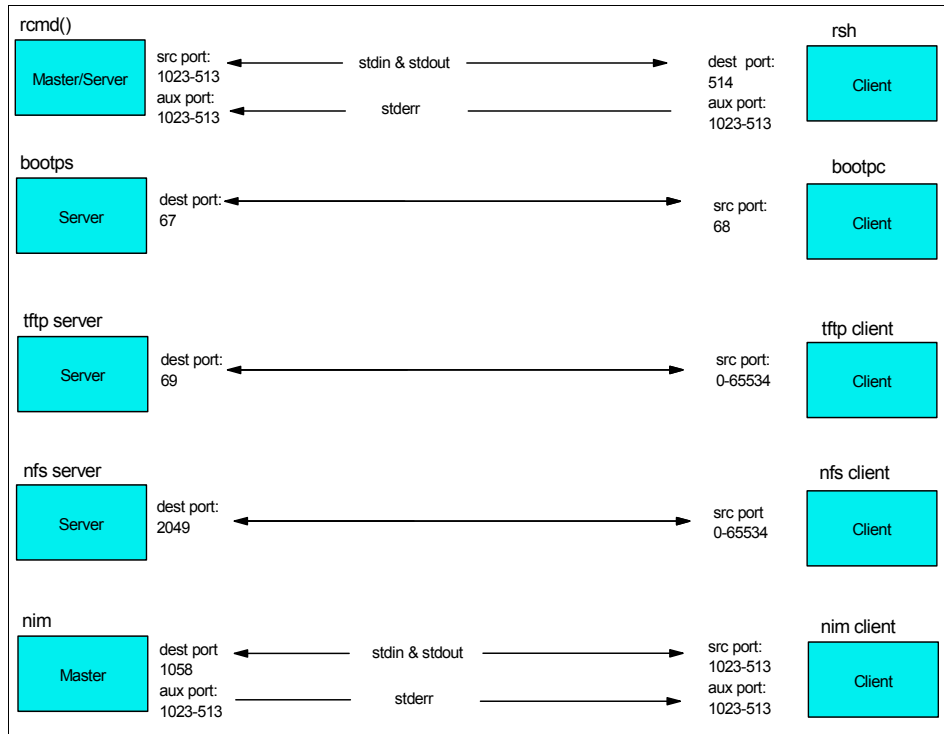 rcmd()
rsh
Master/Server
src port:
1023-513
aux port:
1023-513
stdin & stdout
stderr
dest port:
514
aux port:
1023-513
Client
bootps
bootpc
Server
dest port:
67
src port:
68
Client
tftp server
tftp client
Server
dest port:
69
src port:
0-65534
Client
nfs server
nfs client
Server
dest port:
2049
src port
0-65534
Client
nim
nim client
Master
dest port
1058
aux port:
1023-513
stdin & stdout
stderr
src port:
1023-513
aux port:
1023-513
Client